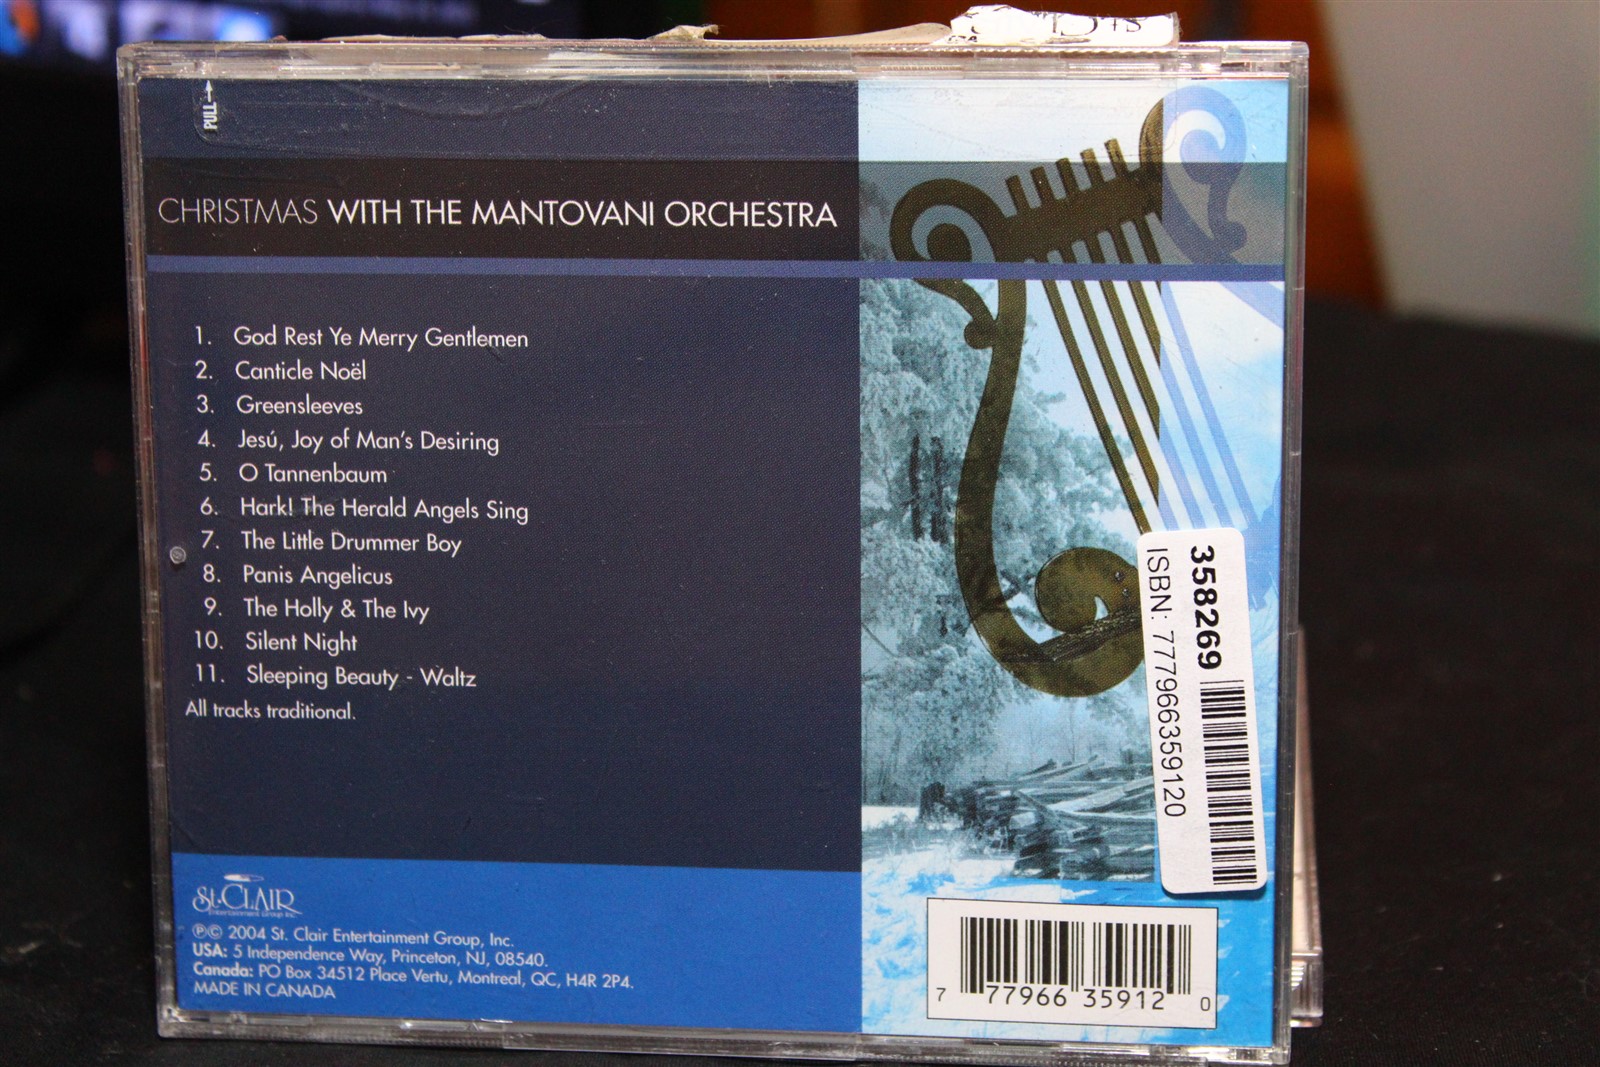 PULL
CHRISTMAS WITH THE MANTOVANI ORCHESTRA
1. God Rest Ye Merry Gentlemen
2. Canticle Noël
3. Greensleeves
4. Jesú, Joy of Man's Desiring
5. O Tannenbaum
6. Hark! The Herald Angels Sing
7. The Little Drummer Boy
8. Panis Angelicus
9. The Holly & The Ivy
10. Silent Night
11. Sleeping Beauty - Waltz
All tracks traditional.
358269
ISBN: 777966359120
ST. CLAIR
Entertainment Group Inc.
℗© 2004 St. Clair Entertainment Group, Inc.
USA: 5 Independence Way, Princeton, NJ, 08540.
Canada: PO Box 34512 Place Vertu, Montreal, QC, H4R 2P4.
MADE IN CANADA
7 77966 35912 0